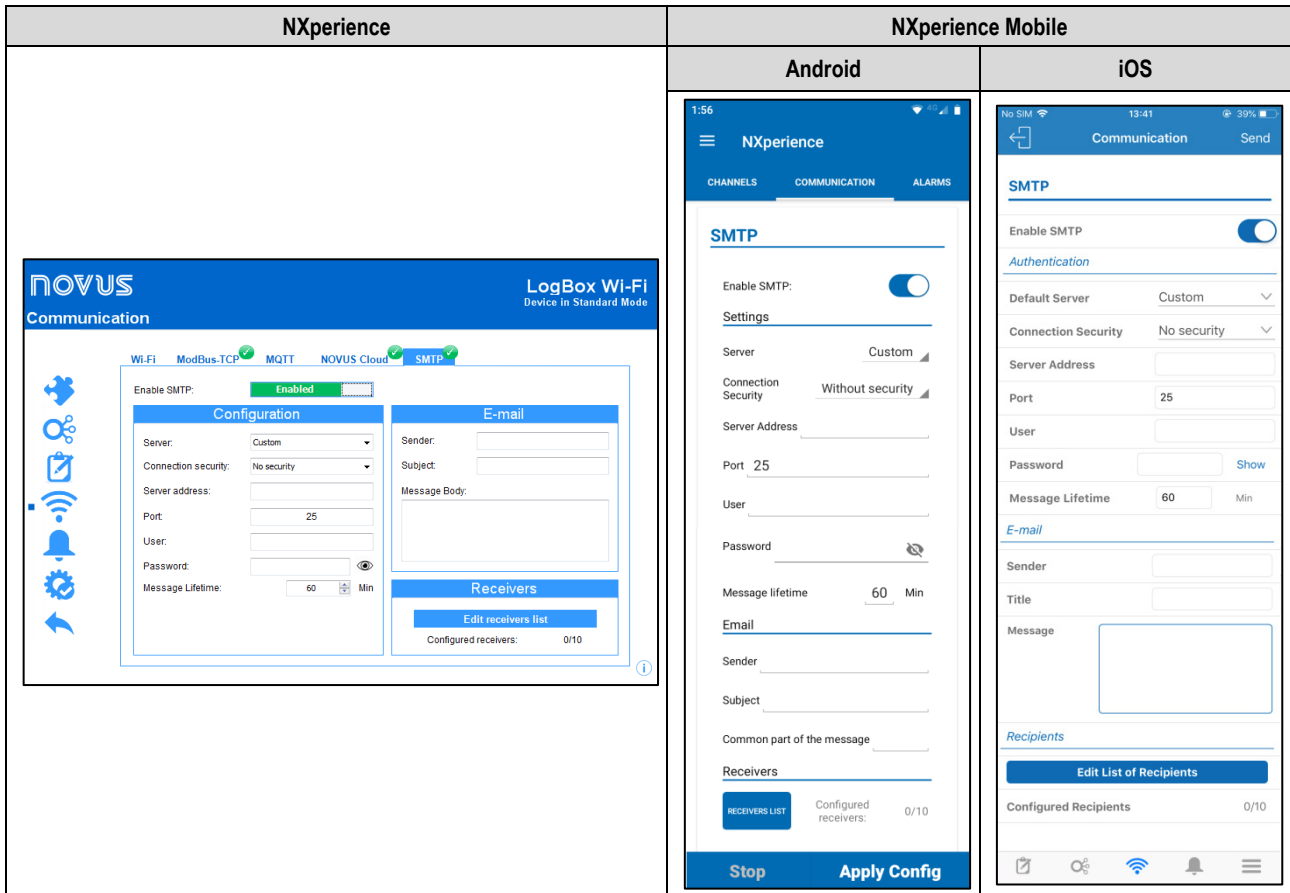 NXperience
NXperience Mobile
Android
iOS
NOVUS
LogBox Wi-Fi
Device in Standard Mode
Communication
Wi-Fi ModBus-TCP MQTT NOVUS Cloud SMTP
Enable SMTP: Enabled
Configuration
Server: Custom
Connection security: No security
Server address:
Port: 25
User:
Password:
Message Lifetime: 60 Min
E-mail
Sender:
Subject:
Message Body:
Receivers
Edit receivers list
Configured receivers: 0/10
1:56 4G
NXperience
CHANNELS COMMUNICATION ALARMS
SMTP
Enable SMTP:
Settings
Server Custom
Connection
Security Without security
Server Address
Port 25
User
Password
Message lifetime 60 Min
Email
Sender
Subject
Common part of the message
Receivers
RECEIVERS LIST Configured
receivers: 0/10
Stop Apply Config
No SIM 13:41 39%
Communication Send
SMTP
Enable SMTP
Authentication
Default Server Custom
Connection Security No security
Server Address
Port 25
User
Password Show
Message Lifetime 60 Min
E-mail
Sender
Title
Message
Recipients
Edit List of Recipients
Configured Recipients 0/10